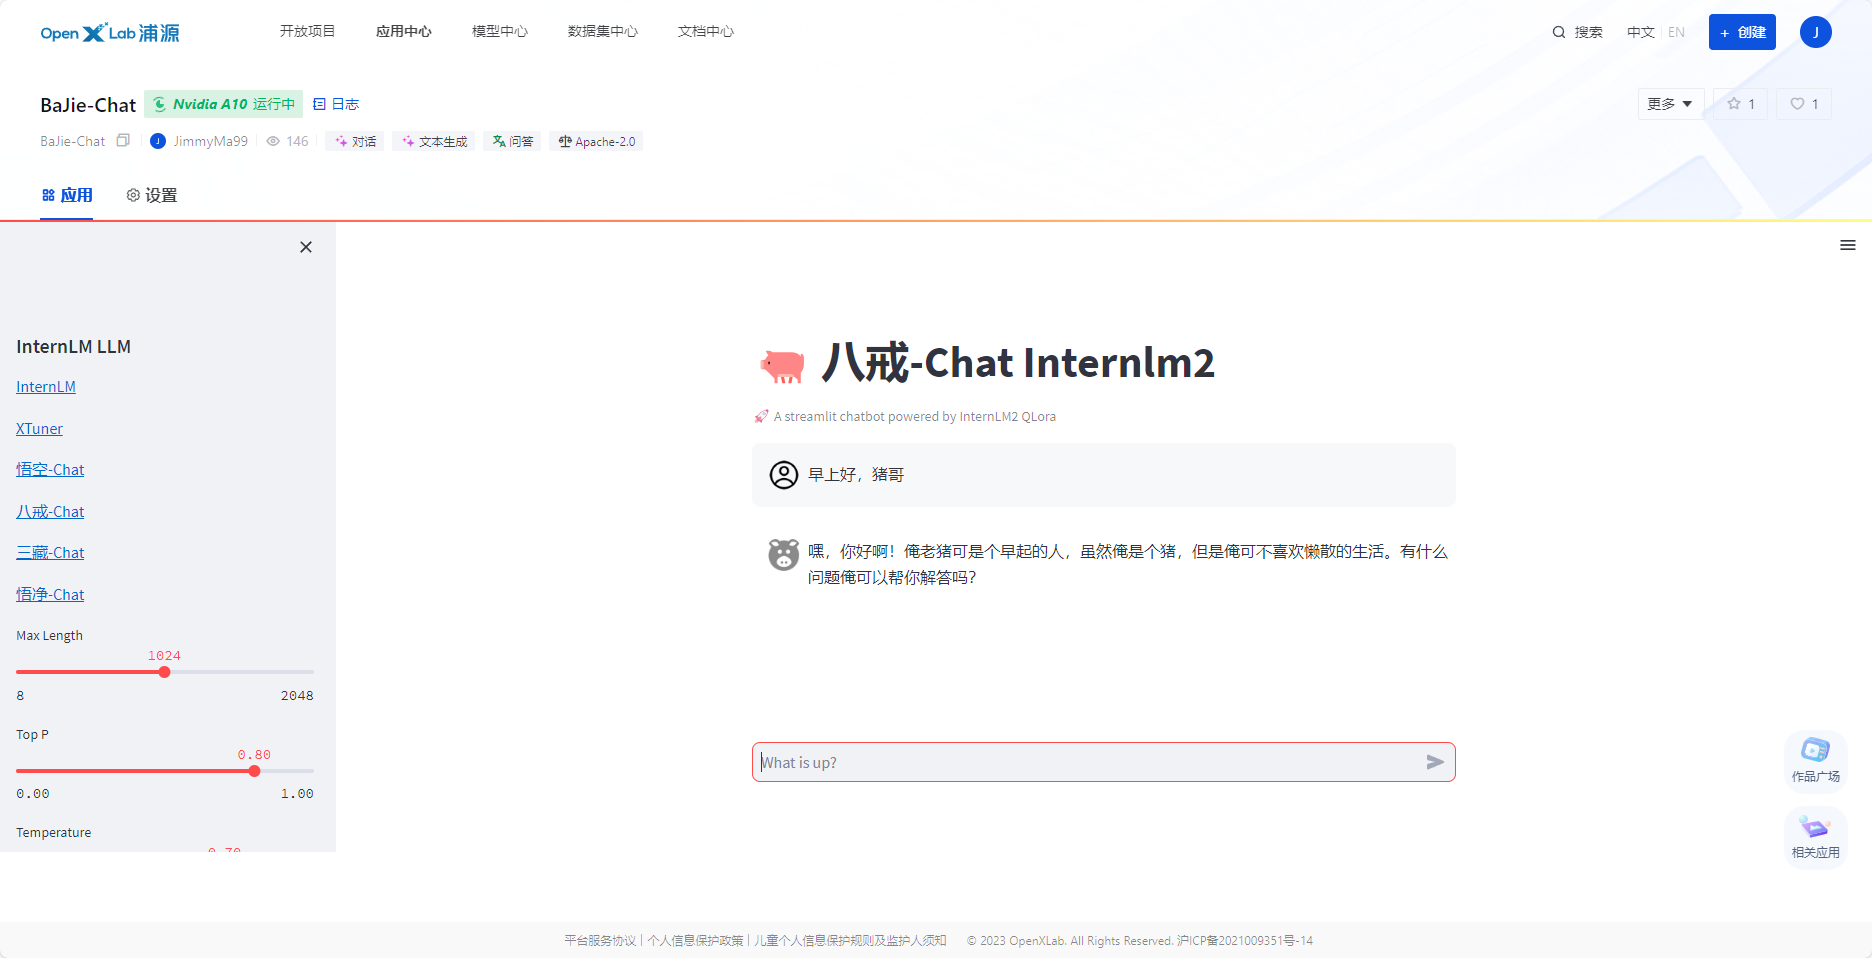 Open X Lab 浦源
开放项目 应用中心 模型中心 数据集中心 文档中心
搜索 中文 EN + 创建 J
BaJie-Chat Nvidia A10 运行中 日志
更多 1 1
BaJie-Chat J JimmyMa99 146 对话 文本生成 问答 Apache-2.0
应用 设置
InternLM LLM
InternLM
XTuner
悟空-Chat
八戒-Chat
三藏-Chat
悟净-Chat
Max Length
1024
8 2048
Top P
0.80
0.00 1.00
Temperature
0.70
八戒-Chat Internlm2
A streamlit chatbot powered by InternLM2 QLora
早上好，猪哥
嘿，你好啊！俺老猪可是个早起的人，虽然俺是个猪，但是俺可不喜欢懒散的生活。有什么
问题俺可以帮你解答吗？
What is up?
作品广场
相关应用
平台服务协议 | 个人信息保护政策 | 儿童个人信息保护规则及监护人须知 © 2023 OpenXLab. All Rights Reserved. 沪ICP备2021009351号-14